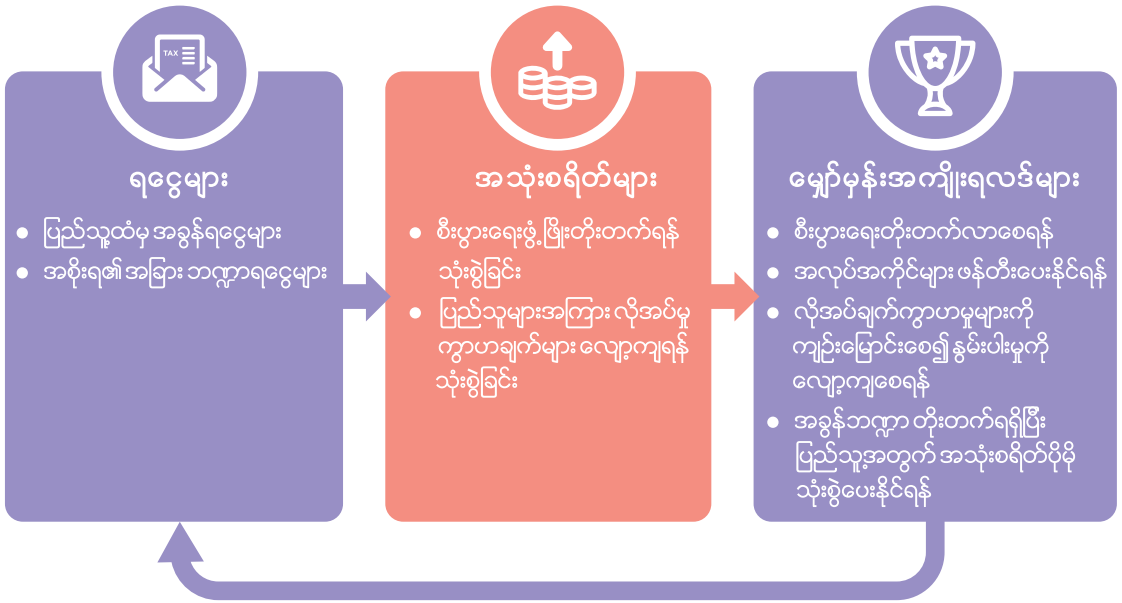 TAX
ရငွေများ
● ပြည်သူ့ထံမှ အခွန်ရငွေများ
● အစိုးရ၏ အခြား ဘဏ္ဍာရငွေများ
အသုံးစရိတ်များ
● စီးပွားရေးဖွံ့ဖြိုးတိုးတက်ရန်
သုံးစွဲခြင်း
● ပြည်သူများအကြား လိုအပ်မှု
ကွာဟချက်များ လျော့ကျရန်
သုံးစွဲခြင်း
မျှော်မှန်းအကျိုးရလဒ်များ
● စီးပွားရေးတိုးတက်လာစေရန်
● အလုပ်အကိုင်များ ဖန်တီးပေးနိုင်ရန်
● လိုအပ်ချက်ကွာဟမှုများကို
ကျဉ်းမြောင်းစေ၍ နွမ်းပါးမှုကို
လျော့ကျစေရန်
● အခွန်ဘဏ္ဍာ တိုးတက်ရရှိပြီး
ပြည်သူ့အတွက် အသုံးစရိတ်ပိုမို
သုံးစွဲပေးနိုင်ရန်